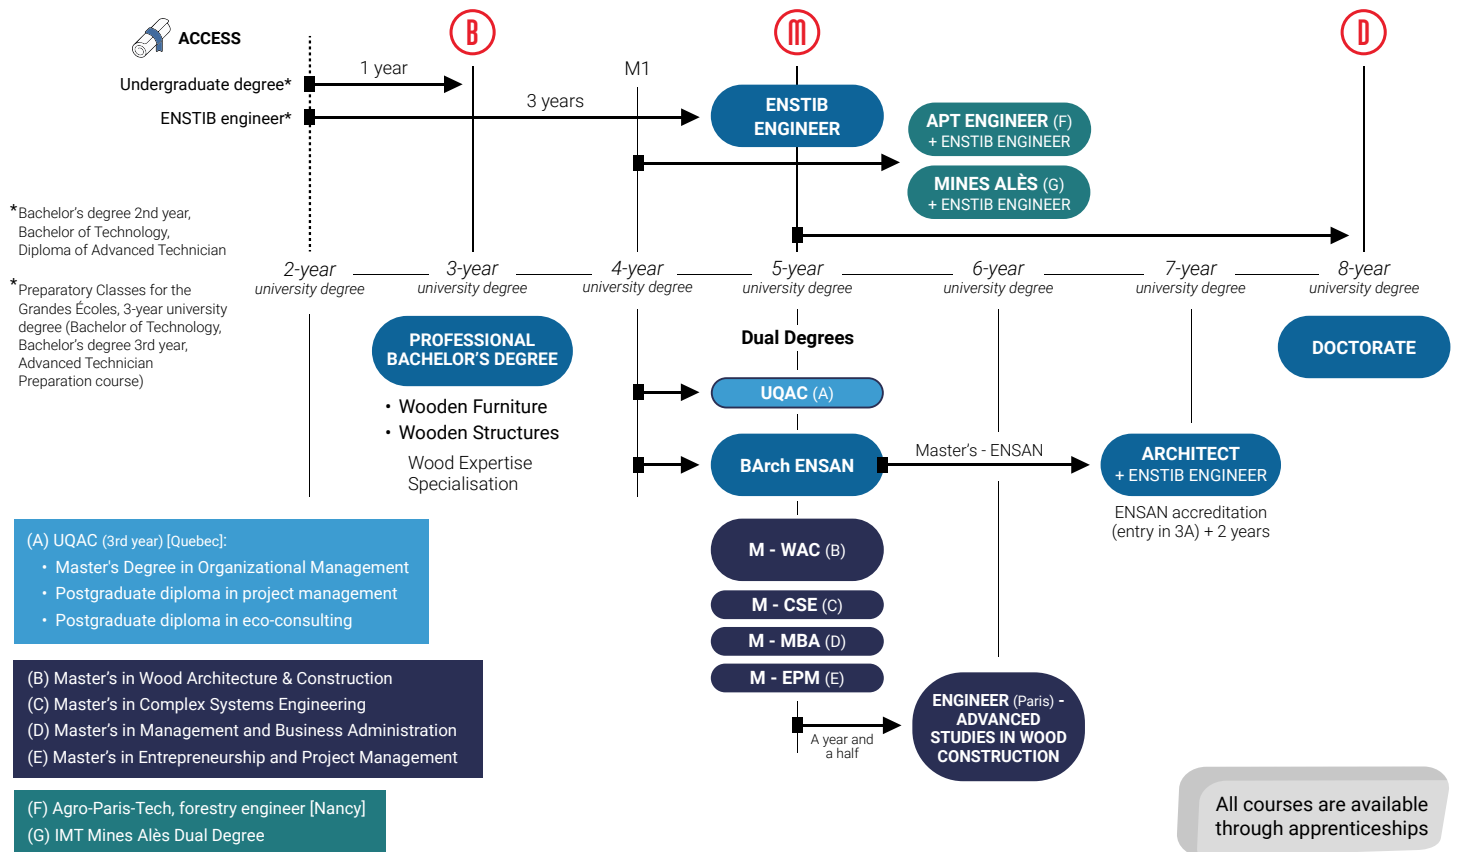 ACCESS
B
M
D
Undergraduate degree*
1 year
M1
ENSTIB engineer*
3 years
ENSTIB
ENGINEER
APT ENGINEER (F)
+ ENSTIB ENGINEER
MINES ALÈS (G)
+ ENSTIB ENGINEER
*Bachelor's degree 2nd year,
Bachelor of Technology,
Diploma of Advanced Technician
*Preparatory Classes for the
Grandes Écoles, 3-year university
degree (Bachelor of Technology,
Bachelor's degree 3rd year,
Advanced Technician
Preparation course)
2-year
university degree
3-year
university degree
4-year
university degree
5-year
university degree
6-year
university degree
7-year
university degree
8-year
university degree
PROFESSIONAL
BACHELOR'S DEGREE
• Wooden Furniture
• Wooden Structures
Wood Expertise
Specialisation
Dual Degrees
UQAC (A)
BArch ENSAN
Master's - ENSAN
ARCHITECT
+ ENSTIB ENGINEER
ENSAN accreditation
(entry in 3A) + 2 years
DOCTORATE
M - WAC (B)
M - CSE (C)
M - MBA (D)
M - EPM (E)
A year and
a half
ENGINEER (Paris) -
ADVANCED
STUDIES IN WOOD
CONSTRUCTION
(A) UQAC (3rd year) [Quebec]:
• Master's Degree in Organizational Management
• Postgraduate diploma in project management
• Postgraduate diploma in eco-consulting
(B) Master's in Wood Architecture & Construction
(C) Master's in Complex Systems Engineering
(D) Master's in Management and Business Administration
(E) Master's in Entrepreneurship and Project Management
(F) Agro-Paris-Tech, forestry engineer [Nancy]
(G) IMT Mines Alès Dual Degree
All courses are available
through apprenticeships